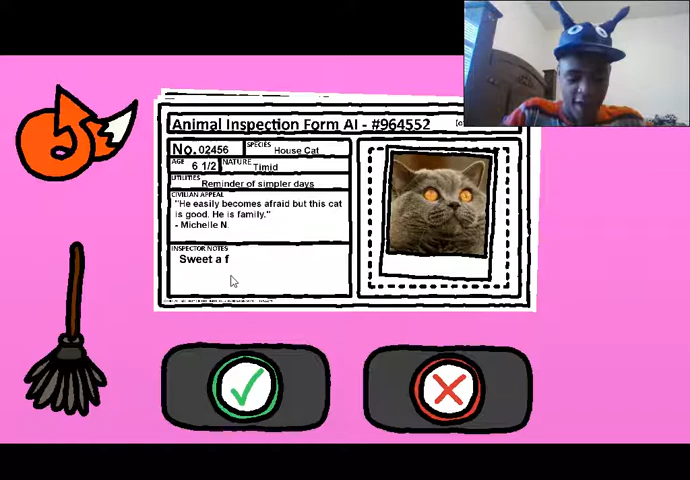 Animal Inspection Form AI - #964552
No. 02456
SPECIES
House Cat
AGE
6 1/2
NATURE
Timid
UTILITIES
Reminder of simpler days
CIVILIAN APPEAL
"He easily becomes afraid but this cat
is good. He is family."
- Michelle N.
INSPECTOR NOTES
Sweet a f